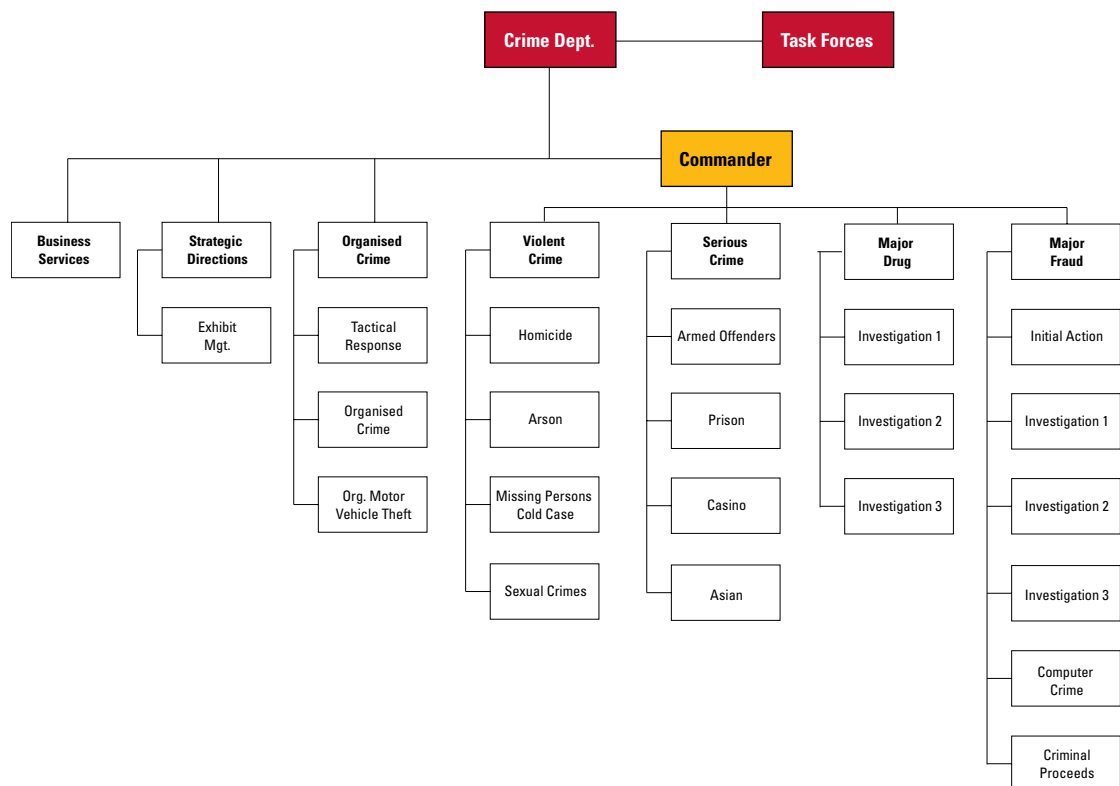 Crime Dept.
Task Forces
Commander
Business
Services
Strategic
Directions
Organised
Crime
Violent
Crime
Serious
Crime
Major
Drug
Major
Fraud
Exhibit
Mgt.
Tactical
Response
Homicide
Armed Offenders
Investigation 1
Initial Action
Organised
Crime
Arson
Prison
Investigation 2
Investigation 1
Org. Motor
Vehicle Theft
Missing Persons
Cold Case
Casino
Investigation 3
Investigation 2
Sexual Crimes
Asian
Investigation 3
Computer
Crime
Criminal
Proceeds